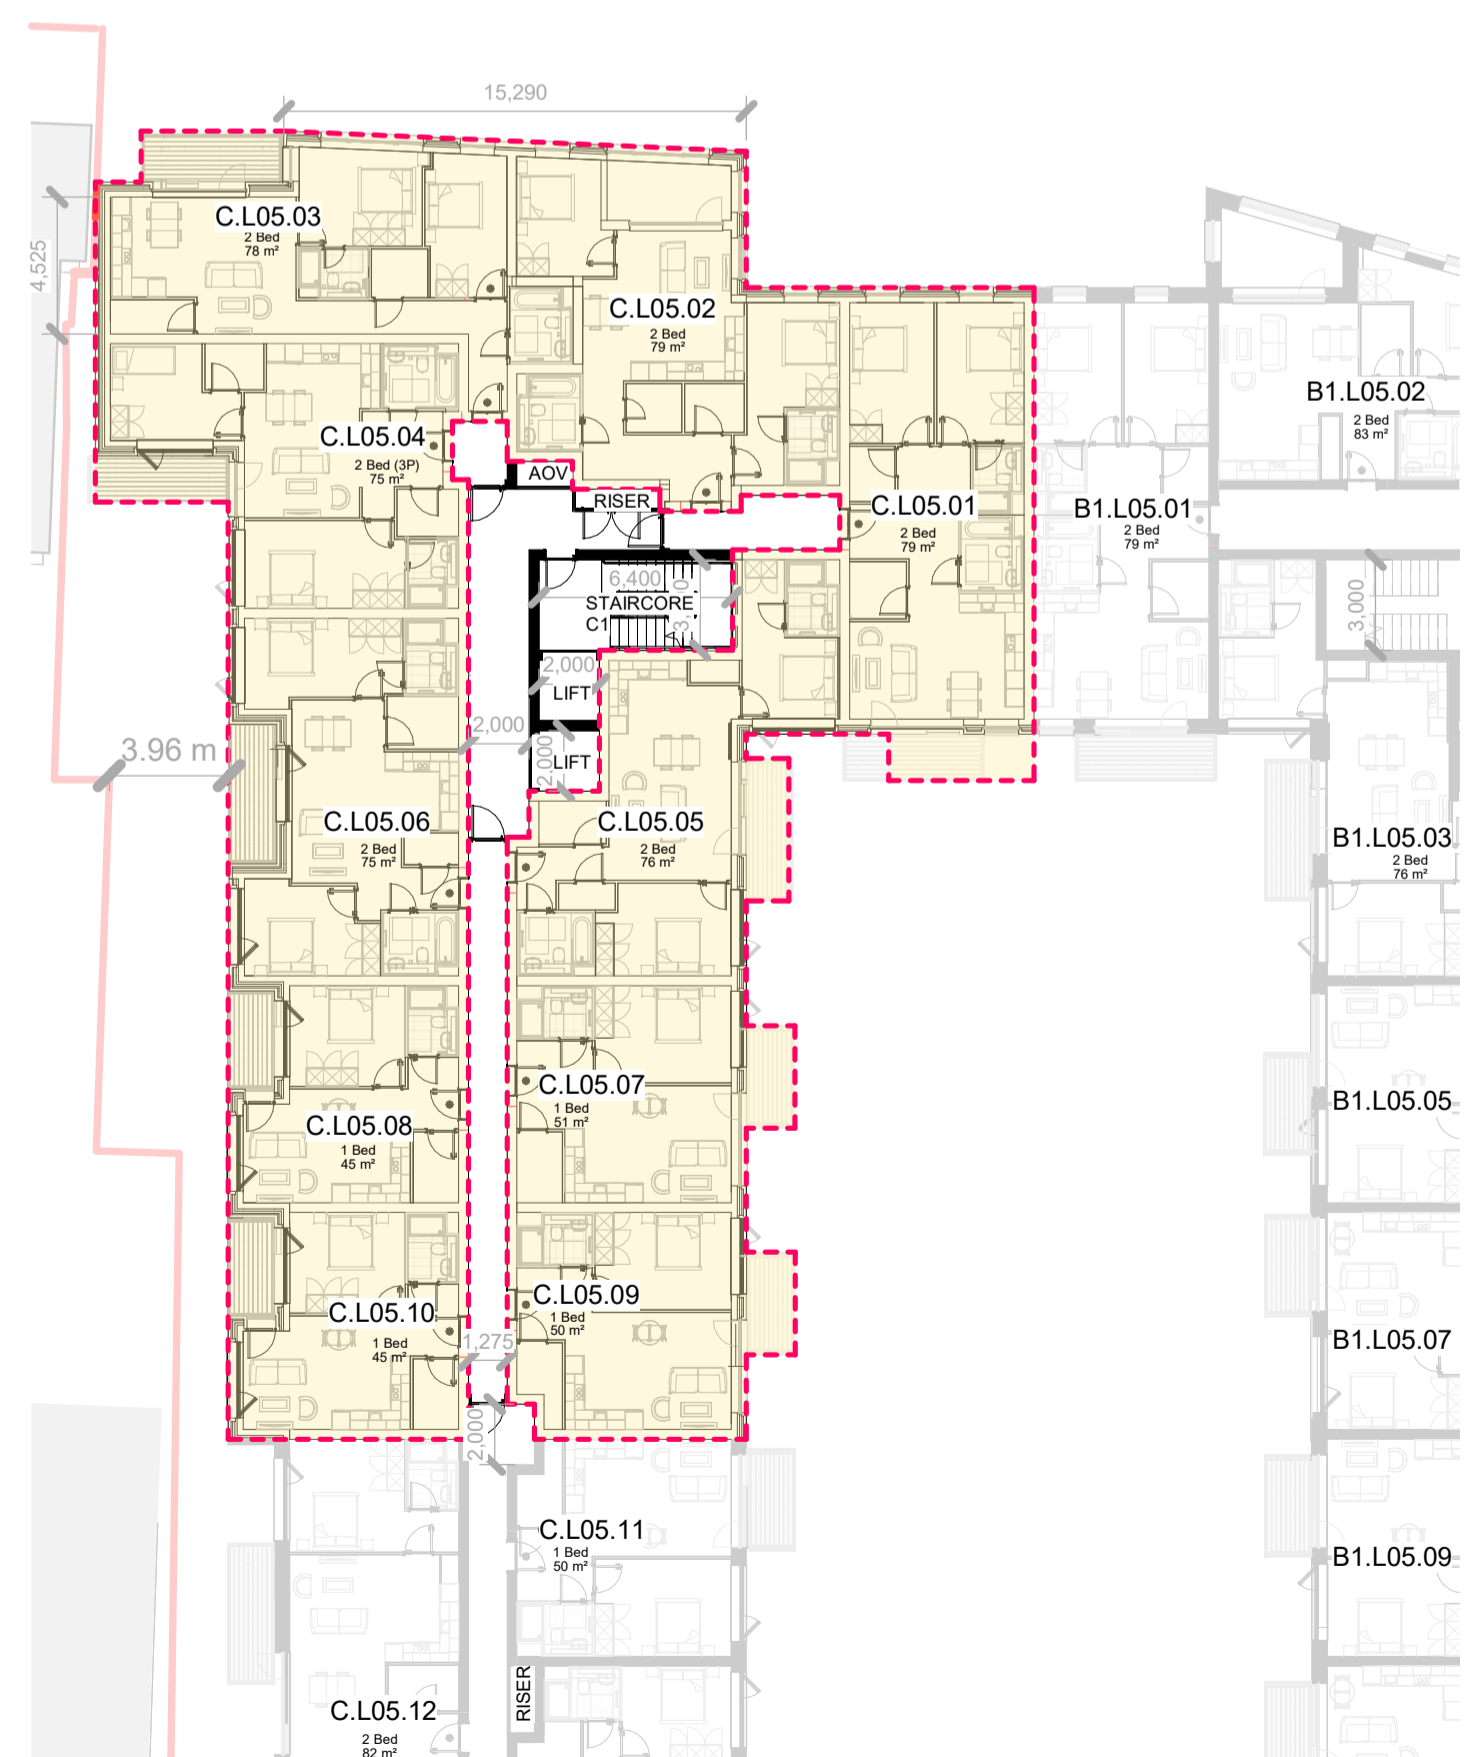 15,290
4,525
C.L05.03
2 Bed
78 m²
C.L05.02
2 Bed
79 m²
B1.L05.02
2 Bed
83 m²
C.L05.04
2 Bed (3P)
75 m²
AOV
RISER
C.L05.01
2 Bed
79 m²
B1.L05.01
2 Bed
79 m²
6,400
STAIRCORE
C1
3,000
2,000
LIFT
2,000
2,000
LIFT
3.96 m
C.L05.06
2 Bed
75 m²
C.L05.05
2 Bed
76 m²
B1.L05.03
2 Bed
76 m²
C.L05.07
1 Bed
51 m²
B1.L05.05
C.L05.08
1 Bed
45 m²
C.L05.09
1 Bed
50 m²
C.L05.10
1 Bed
45 m²
1,275
B1.L05.07
2,000
C.L05.11
1 Bed
50 m²
B1.L05.09
RISER
C.L05.12
2 Bed
82 m²